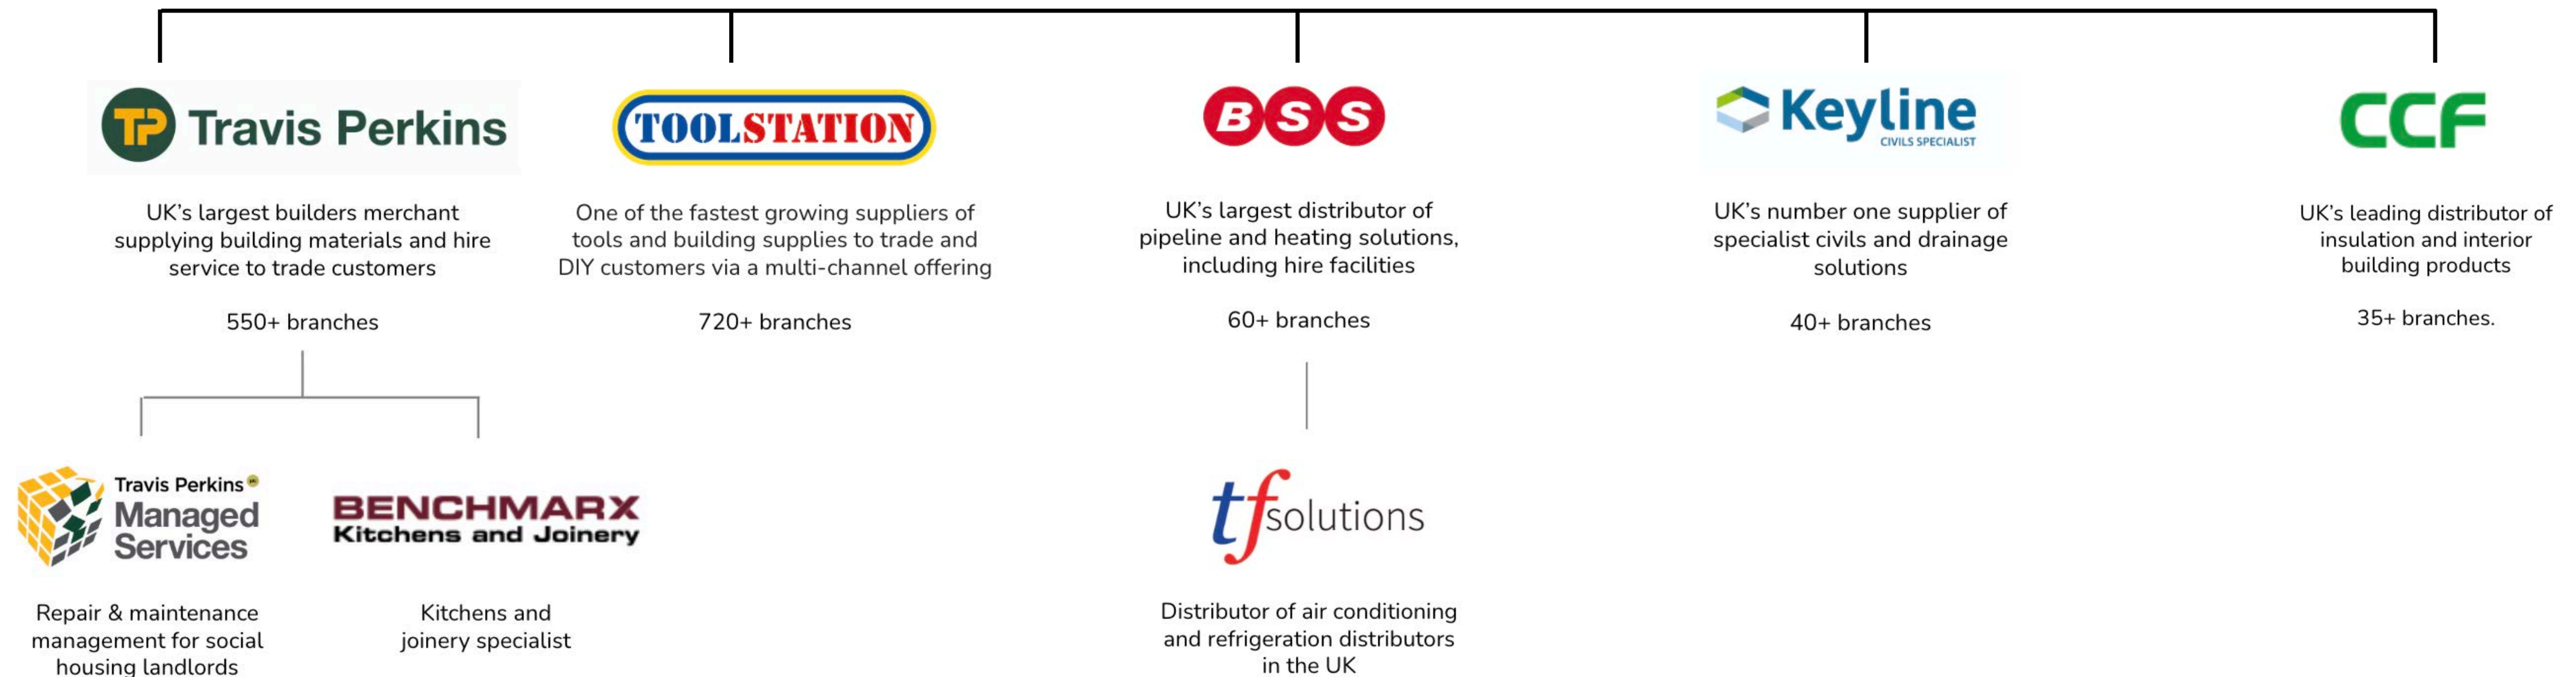 TP Travis Perkins
UK's largest builders merchant
supplying building materials and hire
service to trade customers
550+ branches
TOOLSTATION
One of the fastest growing suppliers of
tools and building supplies to trade and
DIY customers via a multi-channel offering
720+ branches
BSS
UK's largest distributor of
pipeline and heating solutions,
including hire facilities
60+ branches
Keyline
CIVILS SPECIALIST
UK's number one supplier of
specialist civils and drainage
solutions
40+ branches
CCF
UK's leading distributor of
insulation and interior
building products
35+ branches.
Travis Perkins
Managed
Services
Repair & maintenance
management for social
housing landlords
BENCHMARX
Kitchens and Joinery
Kitchens and
joinery specialist
tf solutions
Distributor of air conditioning
and refrigeration distributors
in the UK